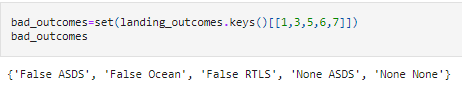 bad_outcomes=set(landing_outcomes.keys()[[1,3,5,6,7]])
bad_outcomes
{'False ASDS', 'False Ocean', 'False RTLS', 'None ASDS', 'None None'}